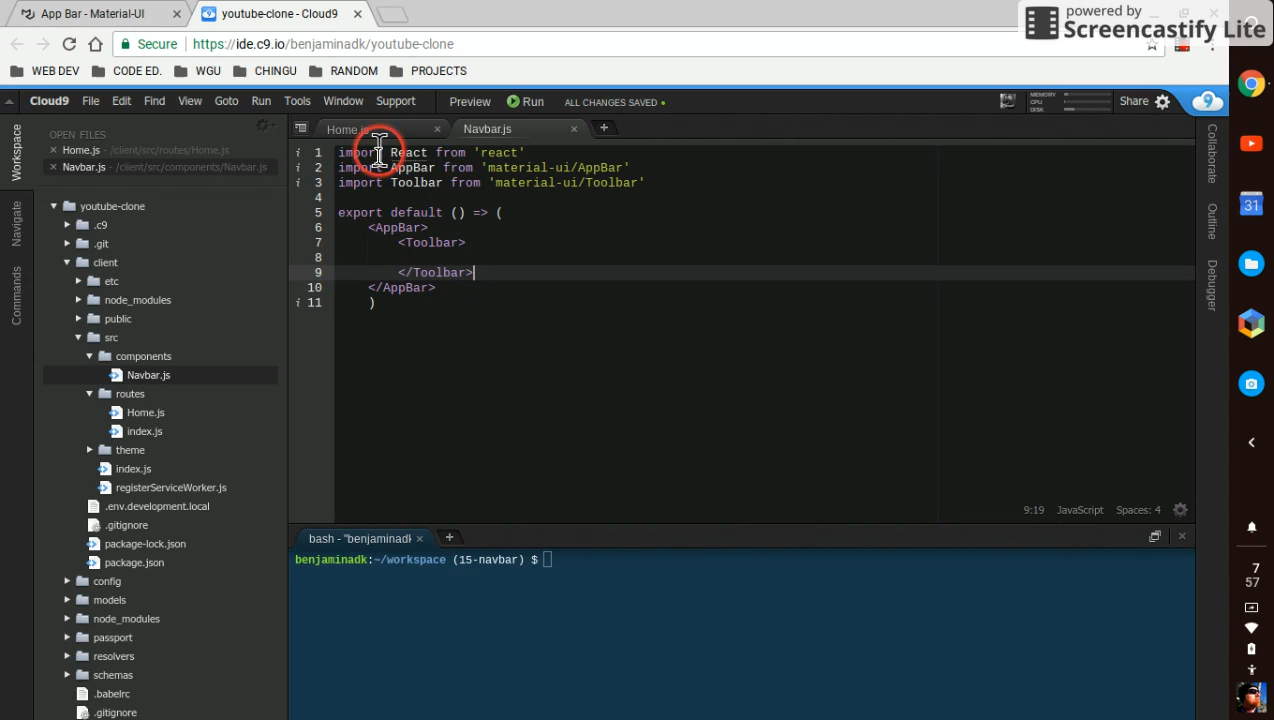 App Bar - Material-UI
youtube-clone - Cloud9
powered by
Screencastify Lite
Secure
https://ide.c9.io/benjaminadk/youtube-clone
WEB DEV
CODE ED.
WGU
CHINGU
RANDOM
PROJECTS
Cloud9 File Edit Find View Goto Run Tools Window Support Preview Run ALL CHANGES SAVED
MEMORY
CPU
DISK
Share
Workspace
Navigate
Commands
OPEN FILES
Home.js - /client/src/routes/Home.js
Navbar.js - /client/src/components/Navbar.js
youtube-clone
.c9
.git
client
etc
node_modules
public
src
components
Navbar.js
routes
Home.js
index.js
theme
index.js
registerServiceWorker.js
.env.development.local
.gitignore
package-lock.json
package.json
config
models
node_modules
passport
resolvers
schemas
.babelrc
.gitignore
Home.js
Navbar.js
1 import React from 'react'
2 import AppBar from 'material-ui/AppBar'
3 import Toolbar from 'material-ui/Toolbar'
4
5 export default () => (
6 <AppBar>
7 <Toolbar>
8
9 </Toolbar>
10 </AppBar>
11 )
9:19 JavaScript Spaces: 4
bash - "benjaminadk
benjaminadk:~/workspace (15-navbar) $
Collaborate
Outline
Debugger
31
7
57